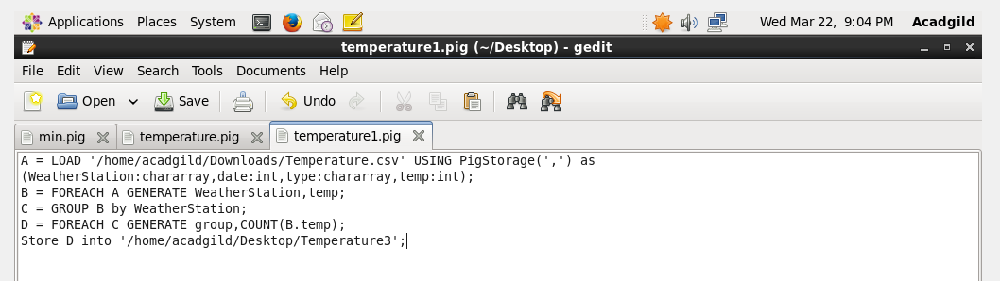 Applications Places System Wed Mar 22, 9:04 PM Acadgild
temperature1.pig (~/Desktop) - gedit
File Edit View Search Tools Documents Help
Open Save Undo
min.pig temperature.pig temperature1.pig
A = LOAD '/home/acadgild/Downloads/Temperature.csv' USING PigStorage(',') as
(WeatherStation:chararray,date:int,type:chararray,temp:int);
B = FOREACH A GENERATE WeatherStation,temp;
C = GROUP B by WeatherStation;
D = FOREACH C GENERATE group,COUNT(B.temp);
Store D into '/home/acadgild/Desktop/Temperature3';